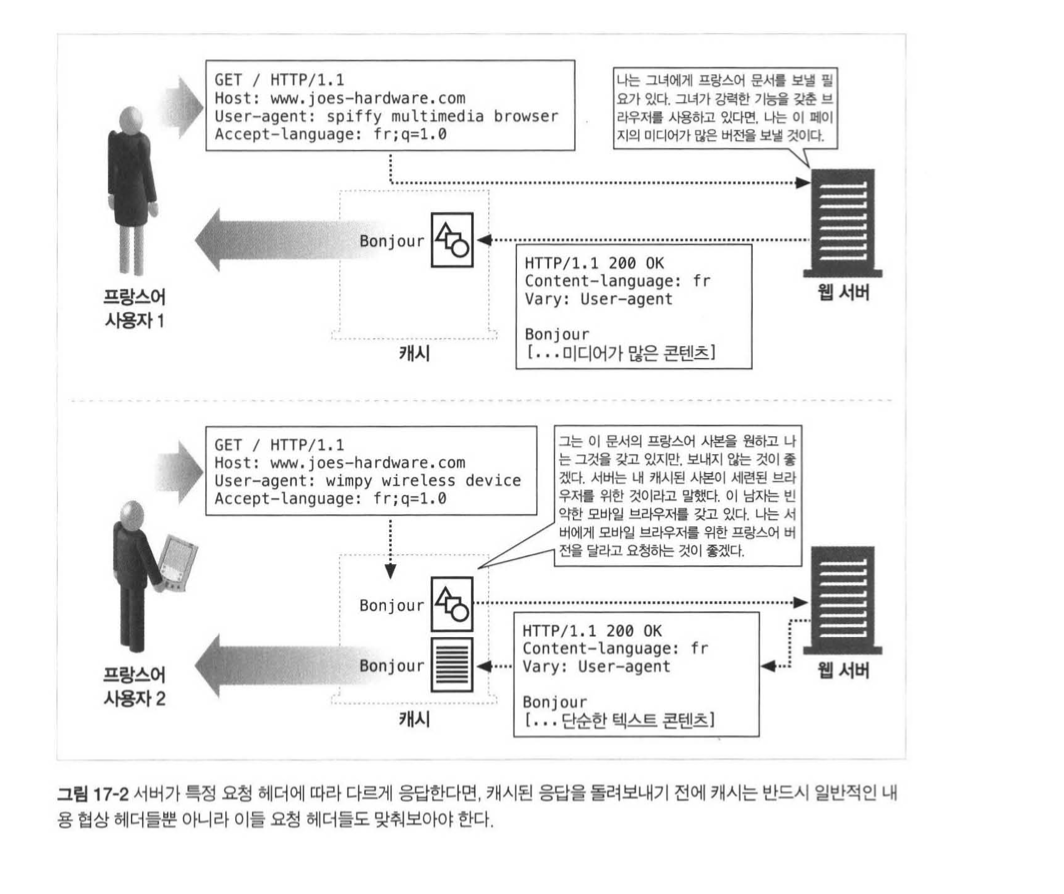 GET / HTTP/1.1
Host: www.joes-hardware.com
User-agent: spiffy multimedia browser
Accept-language: fr;q=1.0
나는 그녀에게 프랑스어 문서를 보낼 필
요가 있다. 그녀가 강력한 기능을 갖춘 브
라우저를 사용하고 있다면, 나는 이 페이
지의 미디어가 많은 버전을 보낼 것이다.
Bonjour
HTTP/1.1 200 OK
Content-language: fr
Vary: User-agent
Bonjour
[...미디어가 많은 콘텐츠]
프랑스어
사용자 1
캐시
웹 서버
GET / HTTP/1.1
Host: www.joes-hardware.com
User-agent: wimpy wireless device
Accept-language: fr;q=1.0
그는 이 문서의 프랑스어 사본을 원하고 나
는 그것을 갖고 있지만, 보내지 않는 것이 좋
겠다. 서버는 내 캐시된 사본이 세련된 브라
우저를 위한 것이라고 말했다. 이 남자는 빈
약한 모바일 브라우저를 갖고 있다. 나는 서
버에게 모바일 브라우저를 위한 프랑스어 버
전을 달라고 요청하는 것이 좋겠다.
Bonjour
Bonjour
HTTP/1.1 200 OK
Content-language: fr
Vary: User-agent
Bonjour
[...단순한 텍스트 콘텐츠]
프랑스어
사용자 2
캐시
웹 서버
그림 17-2 서버가 특정 요청 헤더에 따라 다르게 응답한다면, 캐시된 응답을 돌려보내기 전에 캐시는 반드시 일반적인 내
용 협상 헤더들뿐 아니라 이들 요청 헤더들도 맞춰보아야 한다.